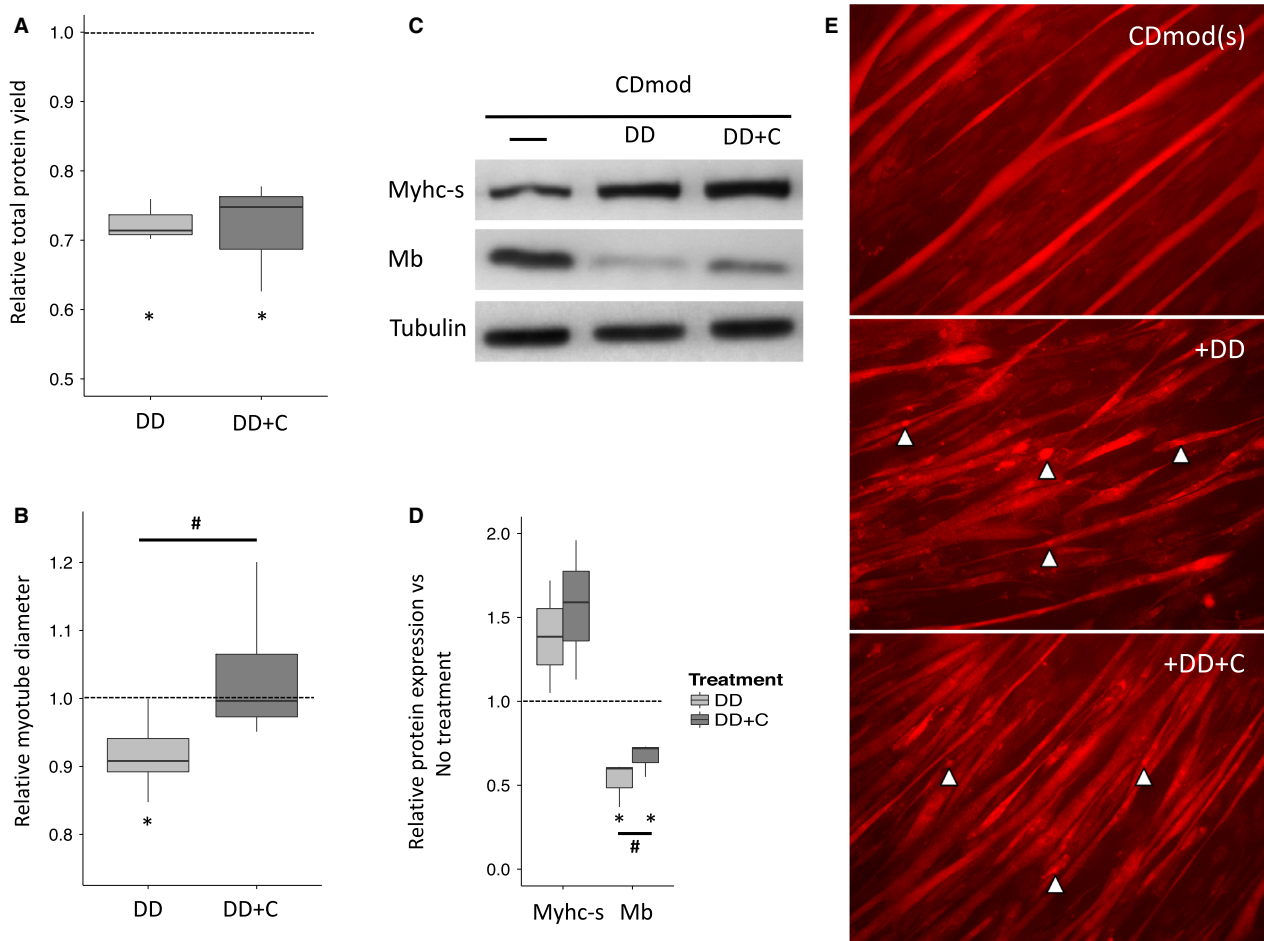 A
1.0
0.9
0.8
0.7
0.6
0.5
Relative total protein yield
*
*
DD
DD+C
B
#
1.2
1.1
1.0
0.9
0.8
Relative myotube diameter
*
DD
DD+C
C
CDmod
— DD DD+C
Myhc-s
Mb
Tubulin
D
2.0
1.5
1.0
0.5
0.0
Relative protein expression vs
No treatment
* *
#
Myhc-s Mb
Treatment
DD
DD+C
E
CDmod(s)
+DD
+DD+C